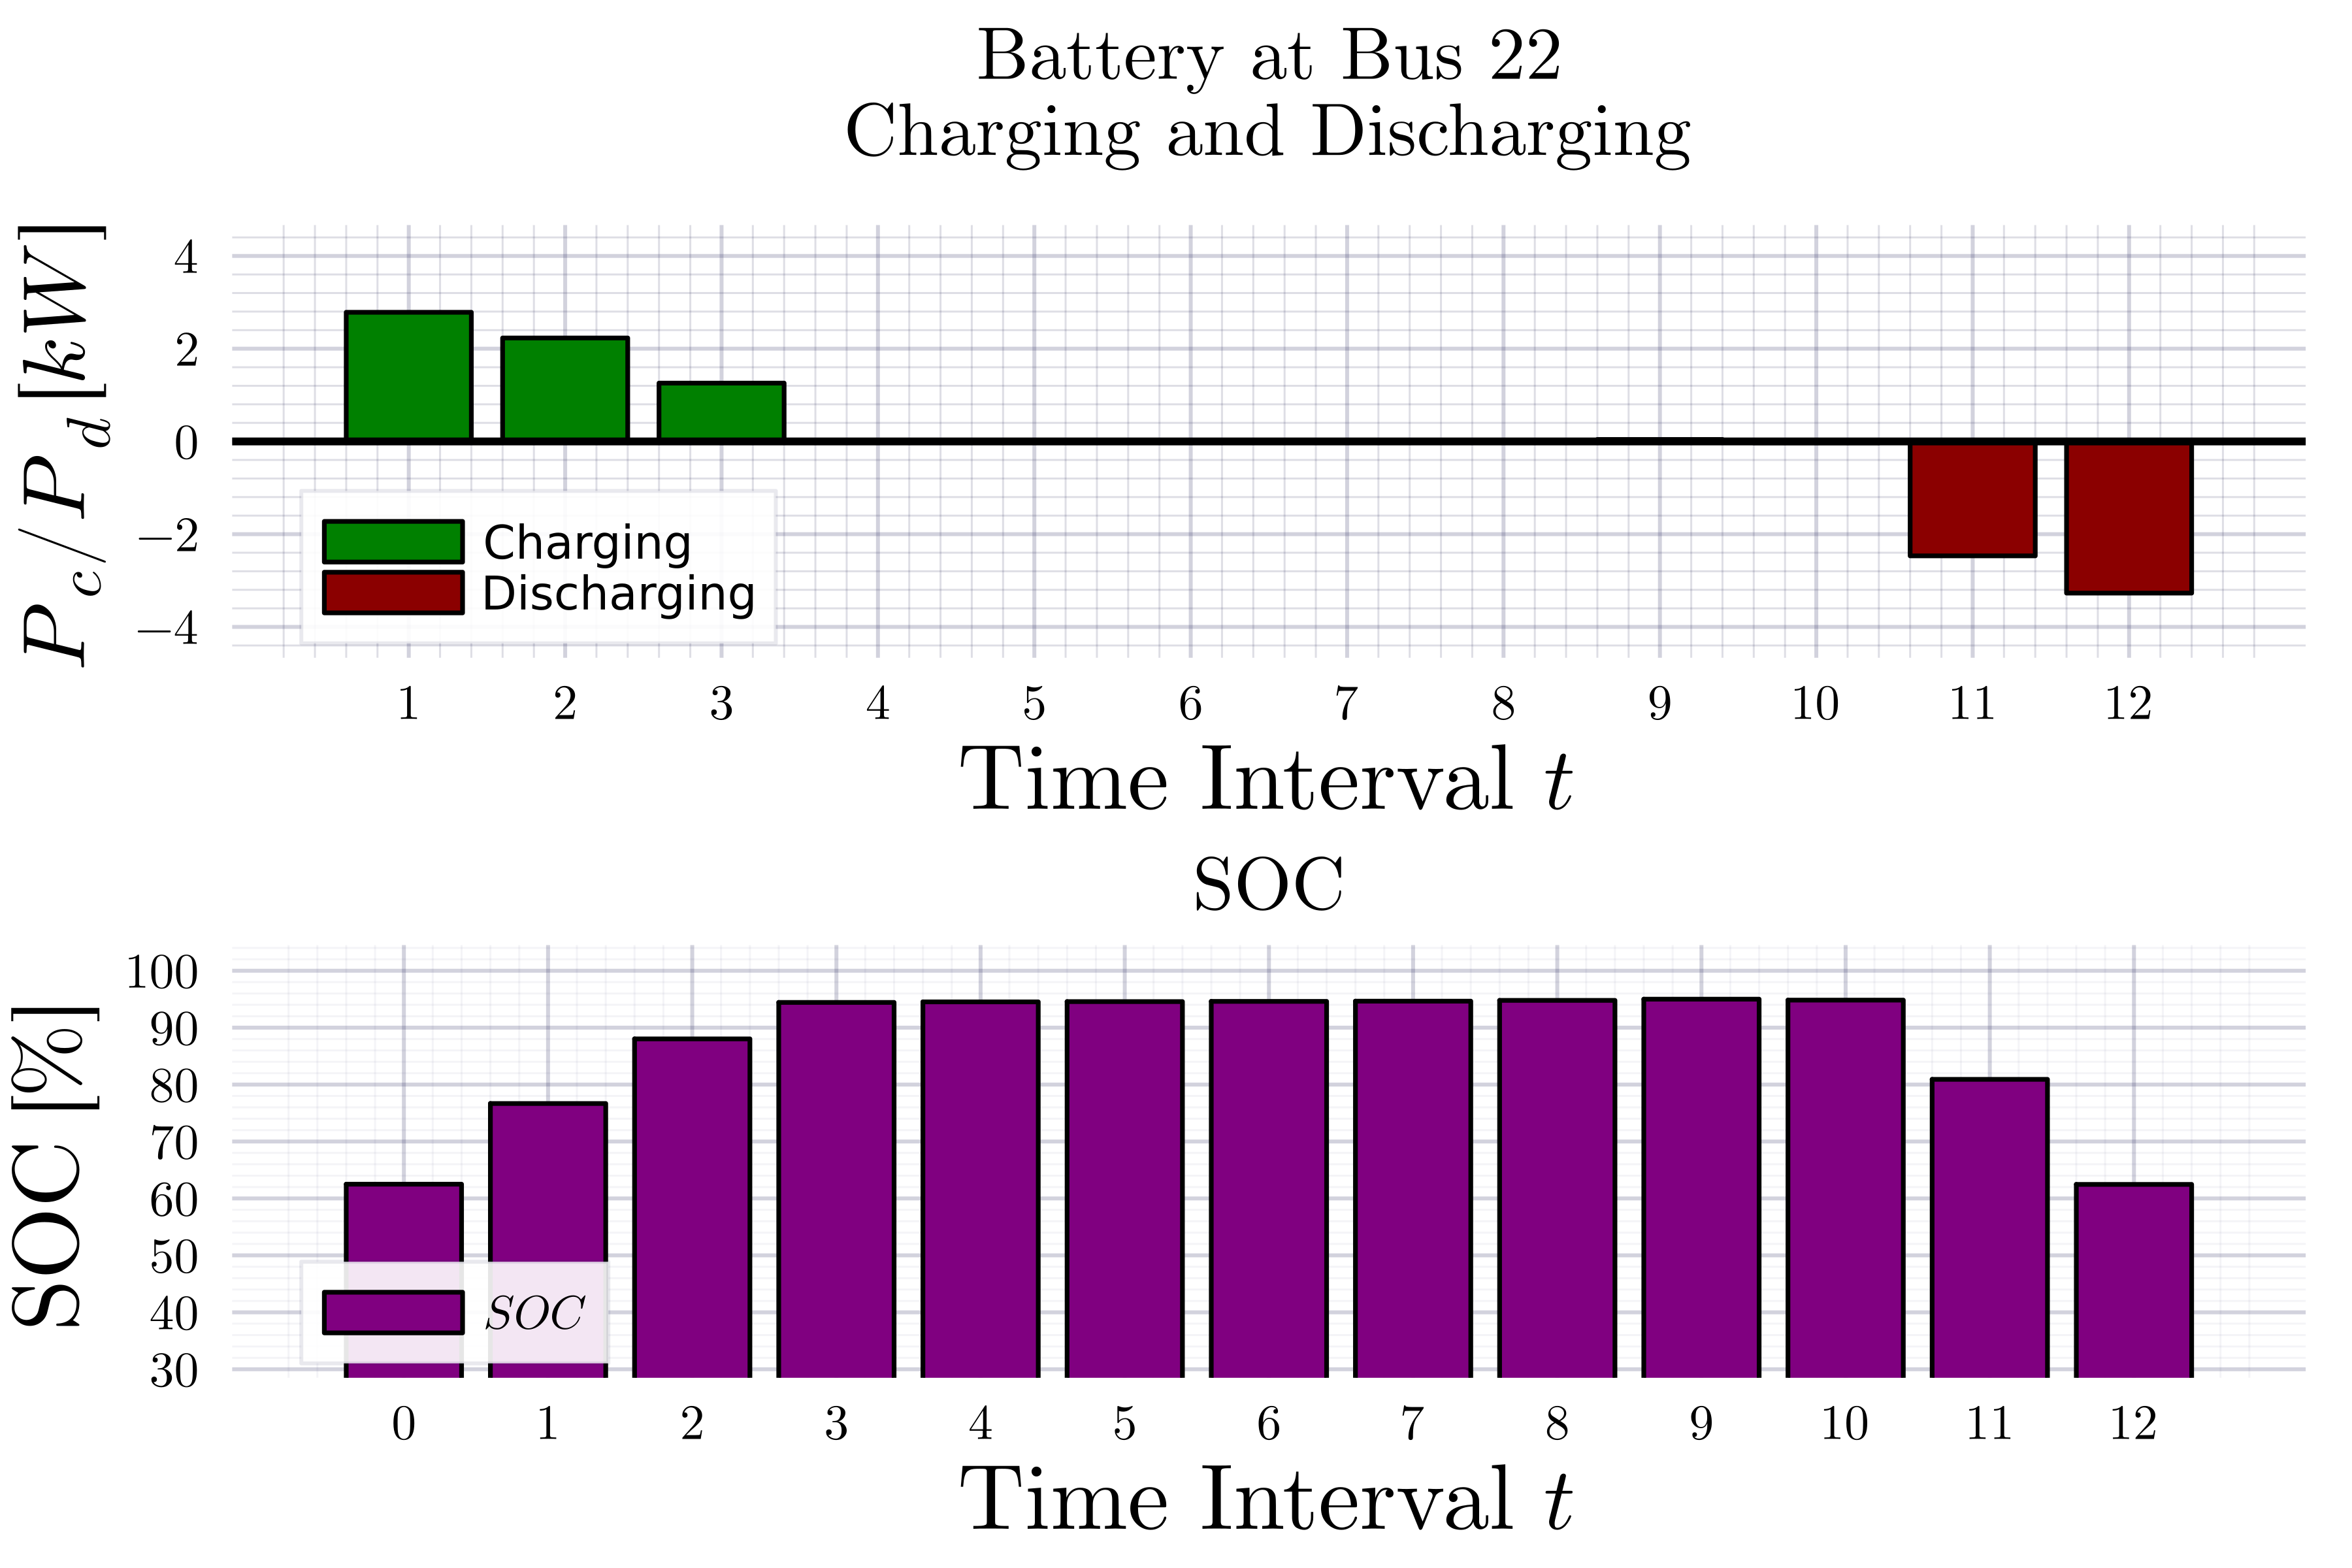 Battery at Bus 22
Charging and Discharging
P_c/P_d [kW]
4
2
0
−2
−4
Charging
Discharging
1 2 3 4 5 6 7 8 9 10 11 12
Time Interval t
SOC
SOC [%]
100
90
80
70
60
50
40
30
SOC
0 1 2 3 4 5 6 7 8 9 10 11 12
Time Interval t